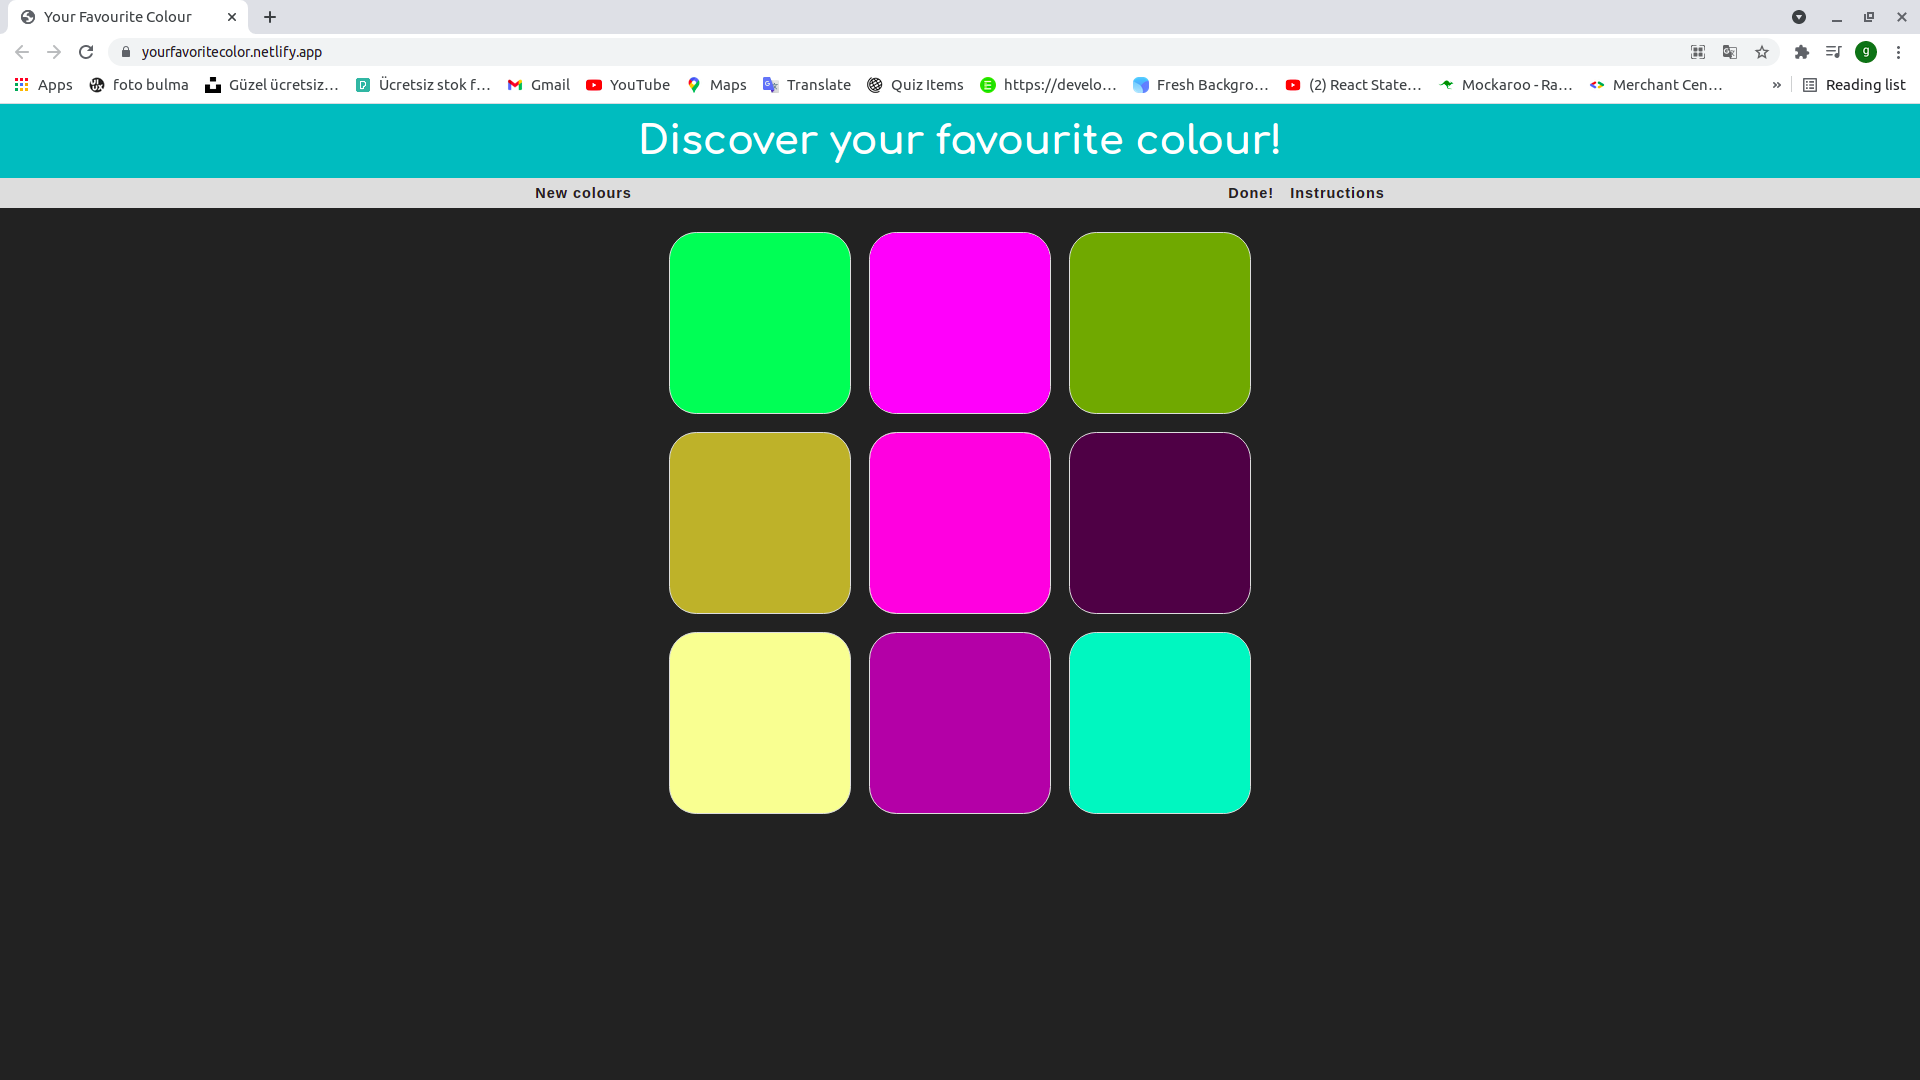 Your Favourite Colour
yourfavoritecolor.netlify.app
g
Apps foto bulma Güzel ücretsiz… Ücretsiz stok f… Gmail YouTube Maps Translate Quiz Items https://develo… Fresh Backgro… (2) React State… Mockaroo - Ra… Merchant Cen… » Reading list
Discover your favourite colour!
New colours Done! Instructions